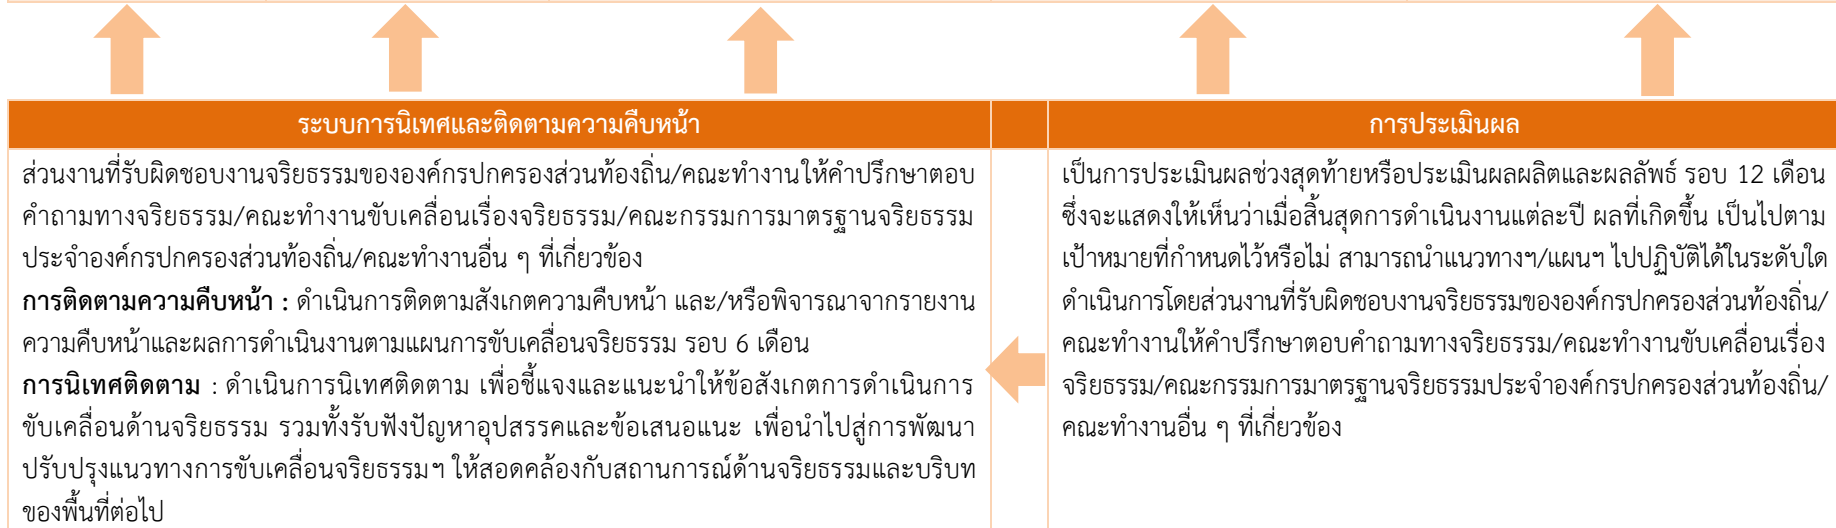 ระบบการนิเทศและติดตามความคืบหน้า
ส่วนงานที่รับผิดชอบงานจริยธรรมขององค์กรปกครองส่วนท้องถิ่น/คณะทำงานให้คำปรึกษาตอบ
คำถามทางจริยธรรม/คณะทำงานขับเคลื่อนเรื่องจริยธรรม/คณะกรรมการมาตรฐานจริยธรรม
ประจำองค์กรปกครองส่วนท้องถิ่น/คณะทำงานอื่น ๆ ที่เกี่ยวข้อง
การติดตามความคืบหน้า : ดำเนินการติดตามสังเกตความคืบหน้า และ/หรือพิจารณาจากรายงาน
ความคืบหน้าและผลการดำเนินงานตามแผนการขับเคลื่อนจริยธรรม รอบ 6 เดือน
การนิเทศติดตาม : ดำเนินการนิเทศติดตาม เพื่อชี้แจงและแนะนำให้ข้อสังเกตการดำเนินการ
ขับเคลื่อนด้านจริยธรรม รวมทั้งรับฟังปัญหาอุปสรรคและข้อเสนอแนะ เพื่อนำไปสู่การพัฒนา
ปรับปรุงแนวทางการขับเคลื่อนจริยธรรมฯ ให้สอดคล้องกับสถานการณ์ด้านจริยธรรมและบริบท
ของพื้นที่ต่อไป
การประเมินผล
เป็นการประเมินผลช่วงสุดท้ายหรือประเมินผลผลิตและผลลัพธ์ รอบ 12 เดือน
ซึ่งจะแสดงให้เห็นว่าเมื่อสิ้นสุดการดำเนินงานแต่ละปี ผลที่เกิดขึ้น เป็นไปตาม
เป้าหมายที่กำหนดไว้หรือไม่ สามารถนำแนวทางฯ/แผนฯ ไปปฏิบัติได้ในระดับใด
ดำเนินการโดยส่วนงานที่รับผิดชอบงานจริยธรรมขององค์กรปกครองส่วนท้องถิ่น/
คณะทำงานให้คำปรึกษาตอบคำถามทางจริยธรรม/คณะทำงานขับเคลื่อนเรื่อง
จริยธรรม/คณะกรรมการมาตรฐานจริยธรรมประจำองค์กรปกครองส่วนท้องถิ่น/
คณะทำงานอื่น ๆ ที่เกี่ยวข้อง